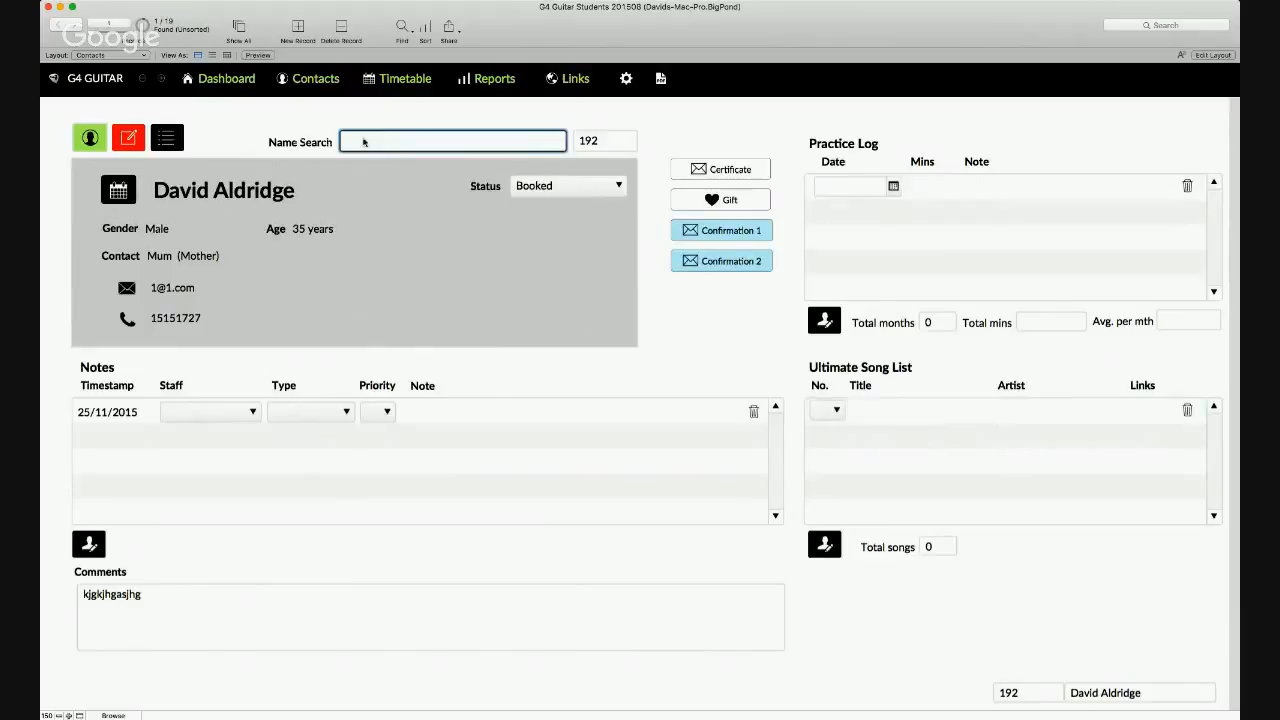 G4 Guitar Students 201508 (Davids-Mac-Pro.BigPond)
1
1 / 19
Found (Unsorted)
Show All
New Record
Delete Record
Find
Sort
Share
Search
Google
Layout: Contacts
View As:
Preview
Edit Layout
G4 GUITAR
Dashboard
Contacts
Timetable
Reports
Links
Name Search
192
David Aldridge
Status
Booked
Gender Male
Age 35 years
Contact Mum (Mother)
1@1.com
15151727
Certificate
Gift
Confirmation 1
Confirmation 2
Practice Log
Date Mins Note
Total months 0 Total mins Avg. per mth
Notes
Timestamp Staff Type Priority Note
25/11/2015
Ultimate Song List
No. Title Artist Links
Total songs 0
Comments
kjgkjhgasjhg
192 David Aldridge
150 Browse